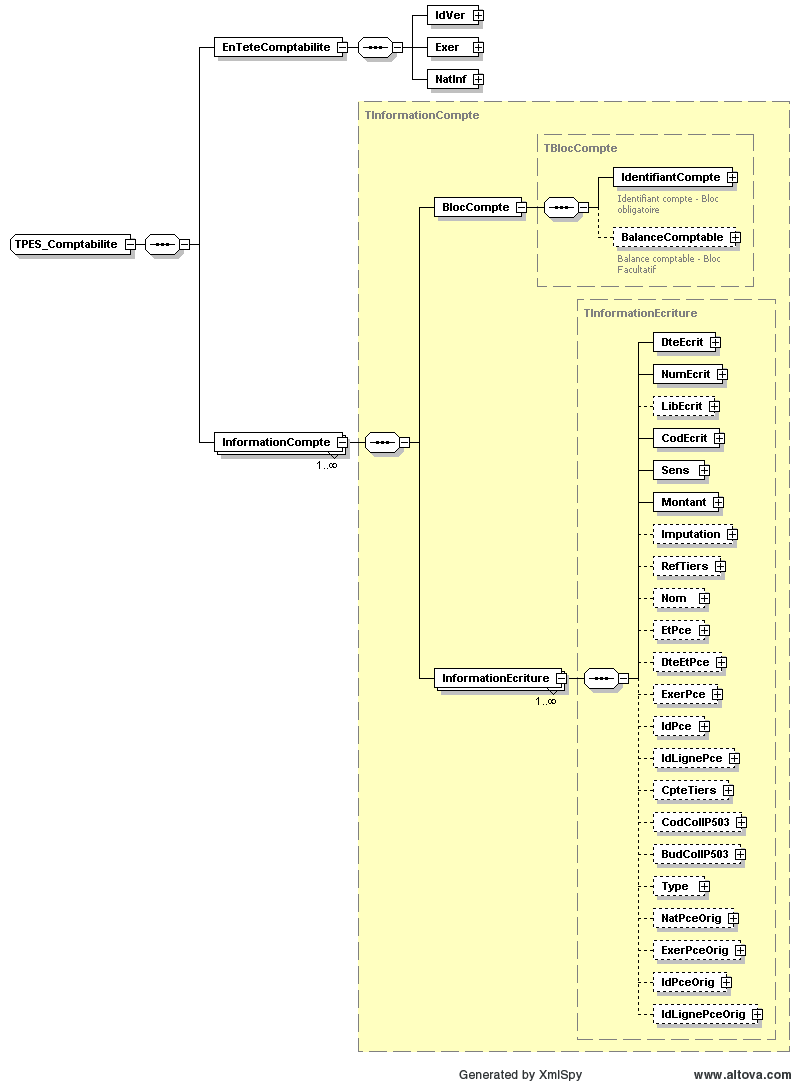 IdVer
EnTeteComptabilite
Exer
NatInf
TInformationCompte
TBlocCompte
IdentifiantCompte
Identifiant compte - Bloc
obligatoire
BlocCompte
BalanceComptable
Balance comptable - Bloc
Facultatif
TPES_Comptabilite
TInformationEcriture
DteEcrit
NumEcrit
LibEcrit
InformationCompte
1..∞
CodEcrit
Sens
Montant
Imputation
RefTiers
Nom
EtPce
DteEtPce
InformationEcriture
1..∞
ExerPce
IdPce
IdLignePce
CpteTiers
CodCollP503
BudCollP503
Type
NatPceOrig
ExerPceOrig
IdPceOrig
IdLignePceOrig
Generated by XmlSpy www.altova.com